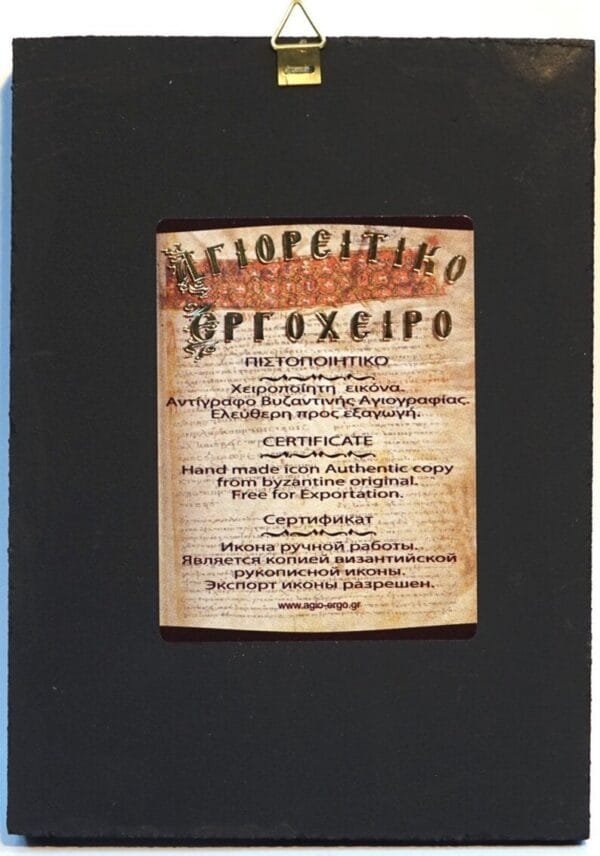 ΑΓΙΟΡΕΙΤΙΚΟ
ΕΡΓΟΧΕΙΡΟ
ΠΙΣΤΟΠΟΙΗΤΙΚΟ
Χειροποίητη εικόνα.
Αντίγραφο Βυζαντινής Αγιογραφίας.
Ελεύθερη προς εξαγωγή.
CERTIFICATE
Hand made icon Authentic copy
from byzantine original.
Free for Exportation.
Сертификат
Икона ручной работы.
Является копией византийской
рукописной иконы.
Экспорт иконы разрешен.
www.agio-ergo.gr